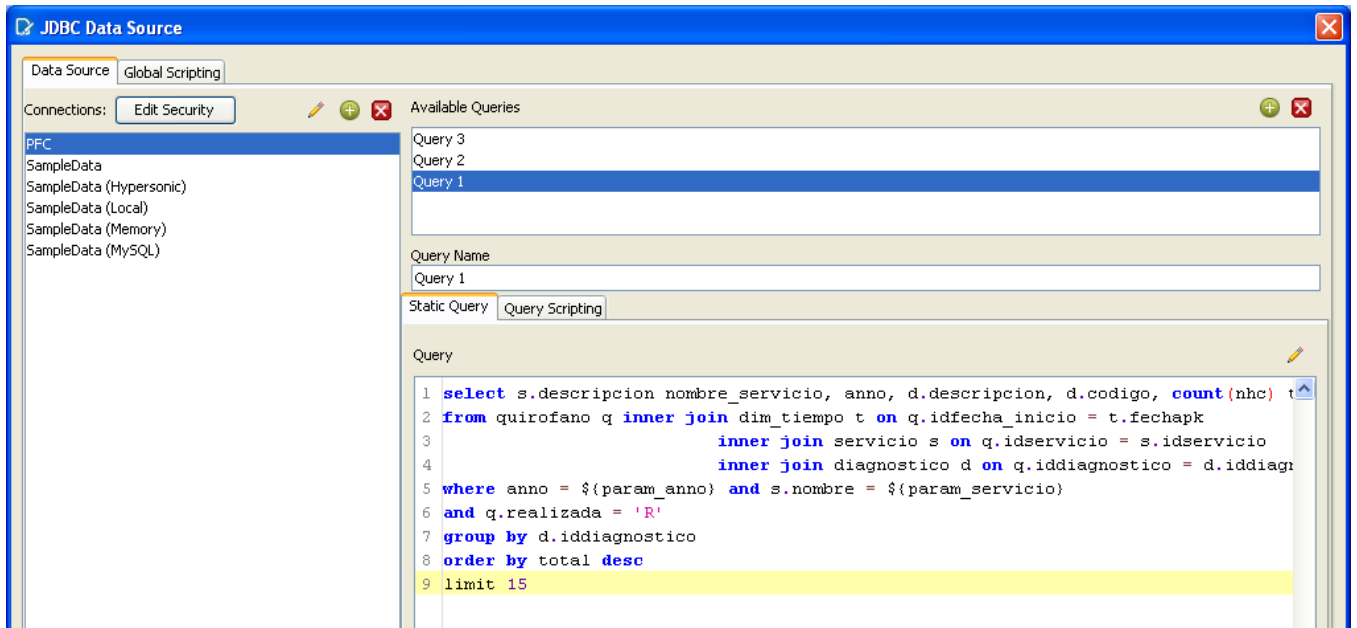 JDBC Data Source
Data Source Global Scripting
Connections: Edit Security
PFC
SampleData
SampleData (Hypersonic)
SampleData (Local)
SampleData (Memory)
SampleData (MySQL)
Available Queries
Query 3
Query 2
Query 1
Query Name
Query 1
Static Query Query Scripting
Query
1 select s.descripcion nombre_servicio, anno, d.descripcion, d.codigo, count(nhc)
2 from quirofano q inner join dim_tiempo t on q.idfecha_inicio = t.fechapk
3 inner join servicio s on q.idservicio = s.idservicio
4 inner join diagnostico d on q.iddiagnostico =
5 where anno = ${param_anno} and s.nombre = ${param_servicio}
6 and q.realizada = 'R'
7 group by d.iddiagnostico
8 order by total desc
9 limit 15